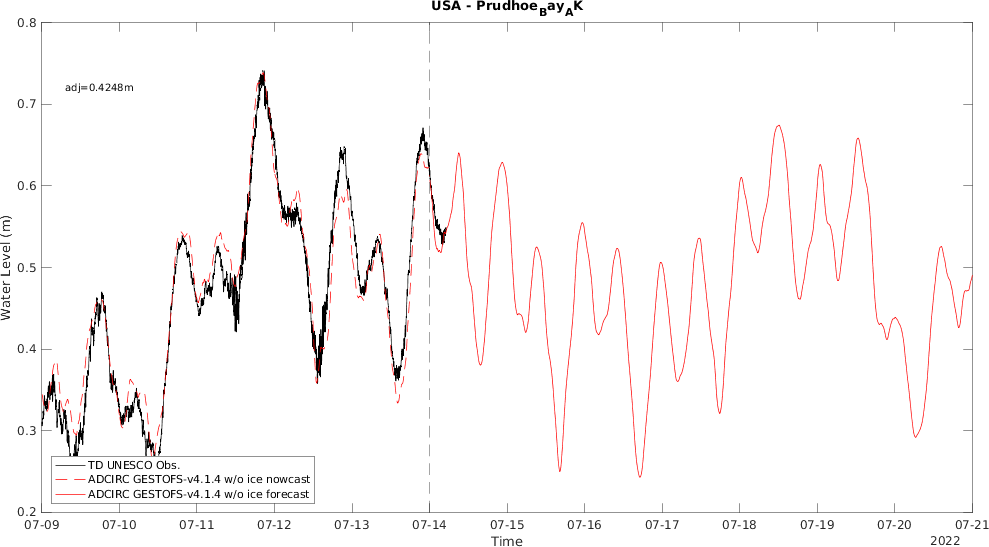 USA - PrudhoeBayAK
adj=0.4248m
0.8
0.7
0.6
0.5
0.4
0.3
0.2
Water Level (m)
TD UNESCO Obs.
ADCIRC GESTOFS-v4.1.4 w/o ice nowcast
ADCIRC GESTOFS-v4.1.4 w/o ice forecast
07-09 07-10 07-11 07-12 07-13 07-14 07-15 07-16 07-17 07-18 07-19 07-20 07-21
Time
2022